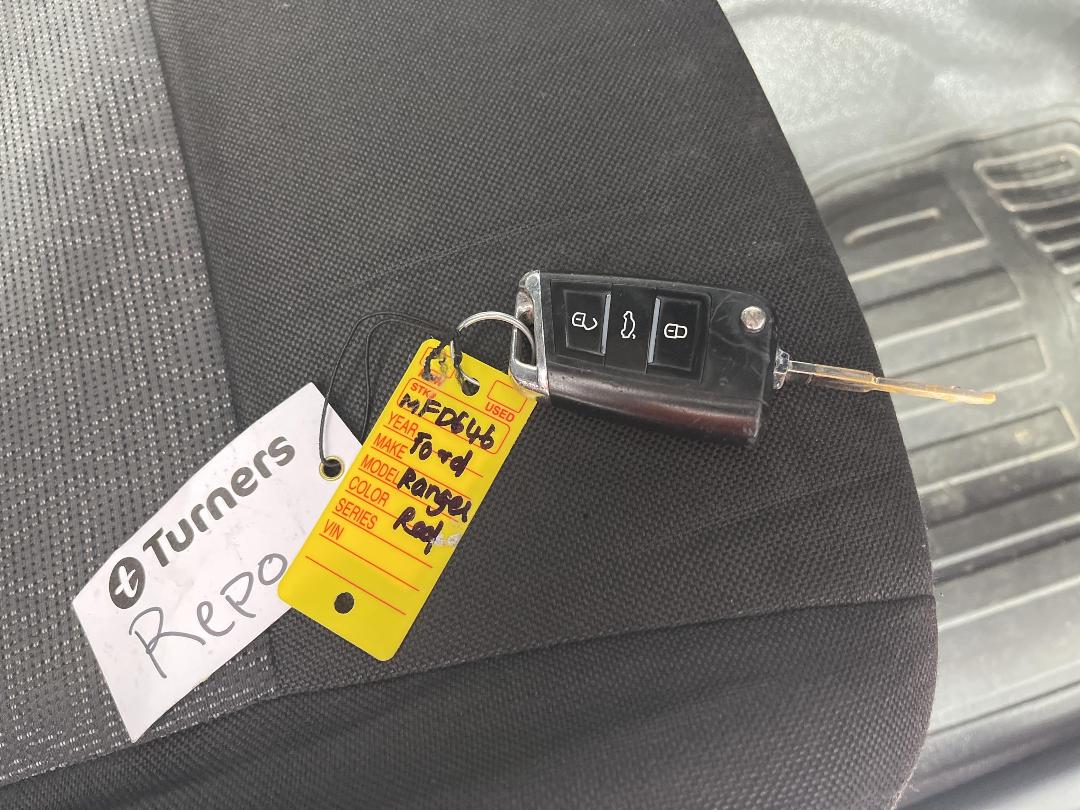 Turners
Repo
USED
STK#
MFD646
YEAR
MAKE Ford
MODEL Ranger
COLOR Red
SERIES
VIN